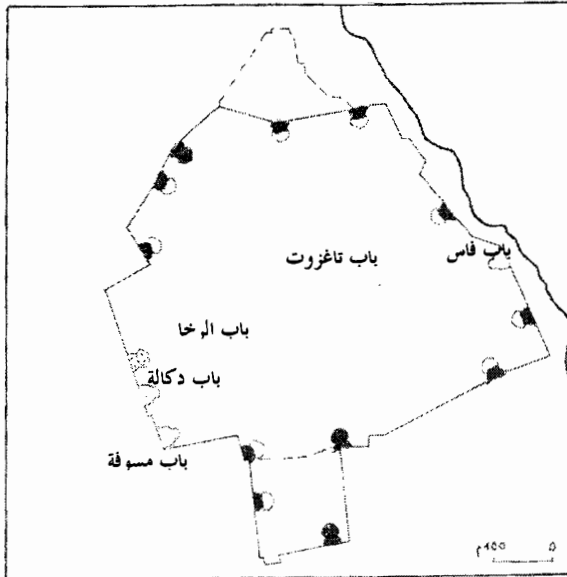 باب فاس
باب تاغزوت
باب الرخا
باب دكالة
باب مسوفة